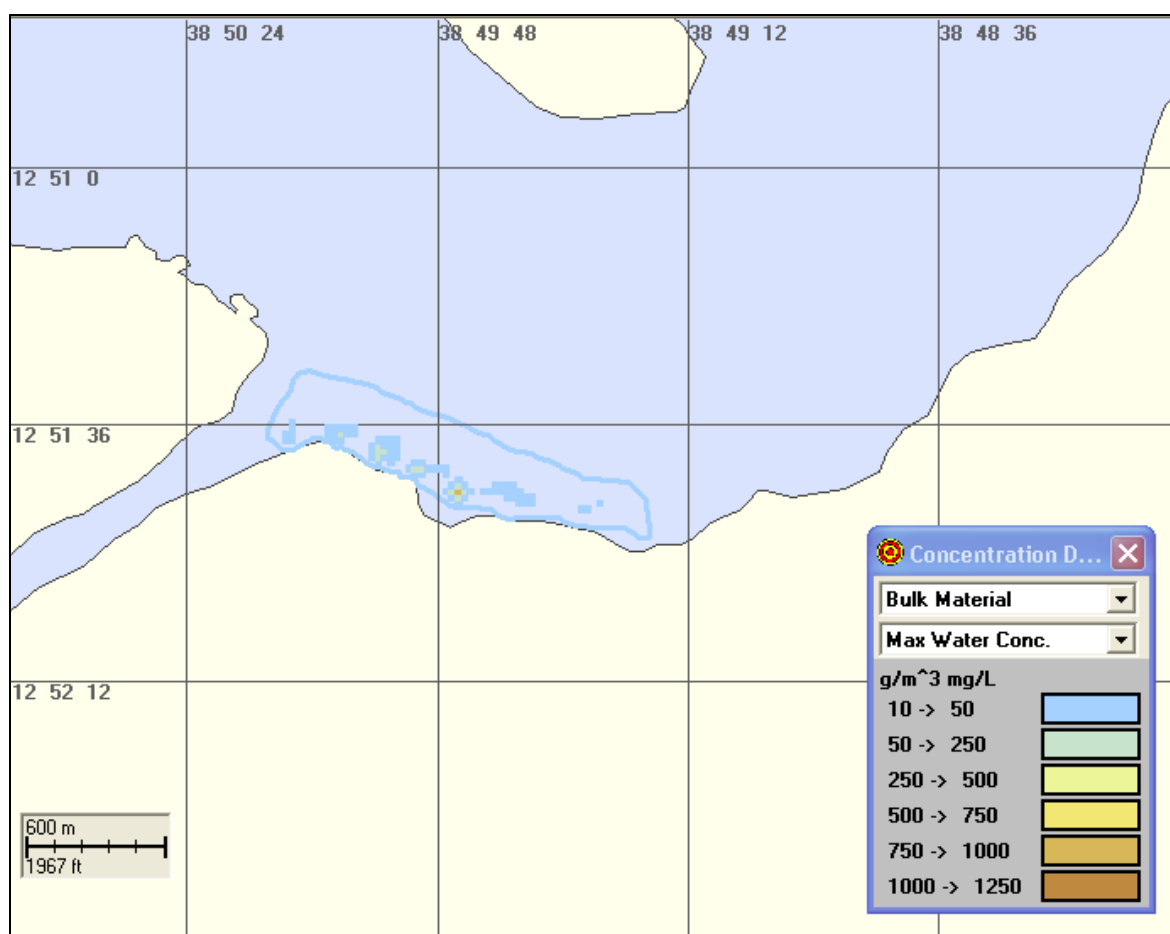 38 50 24
38 49 48
38 49 12
38 48 36
12 51 0
12 51 36
12 52 12
Concentration D...
Bulk Material
Max Water Conc.
g/m^3 mg/L
10 -> 50
50 -> 250
250 -> 500
500 -> 750
750 -> 1000
1000 -> 1250
600 m
1967 ft